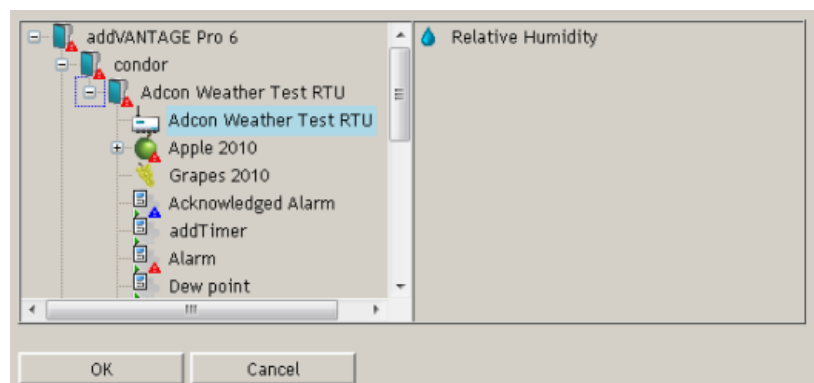 addVANTAGE Pro 6
condor
Adcon Weather Test RTU
Adcon Weather Test RTU
Apple 2010
Grapes 2010
Acknowledged Alarm
addTimer
Alarm
Dew point
Relative Humidity
OK
Cancel